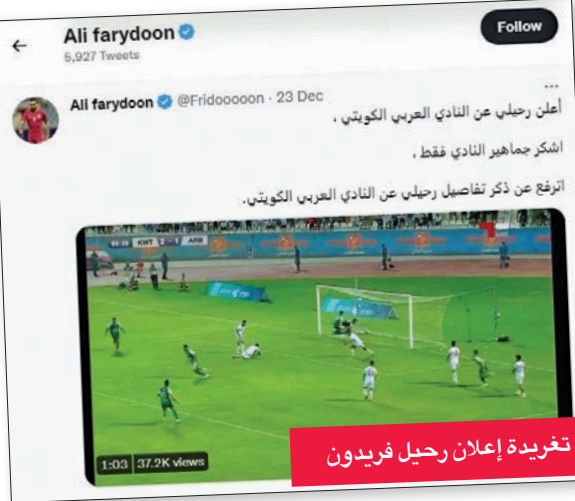 Ali farydoon
5,927 Tweets
Follow
Ali farydoon @Fridooooon · 23 Dec
...
أعلن رحيلي عن النادي العربي الكويتي ،
اشكر جماهير النادي فقط ،
اترفع عن ذكر تفاصيل رحيلي عن النادي العربي الكويتي.
KWT 2 - 1 ARB
1:03 37.2K views
تغريدة إعلان رحيل فريدون